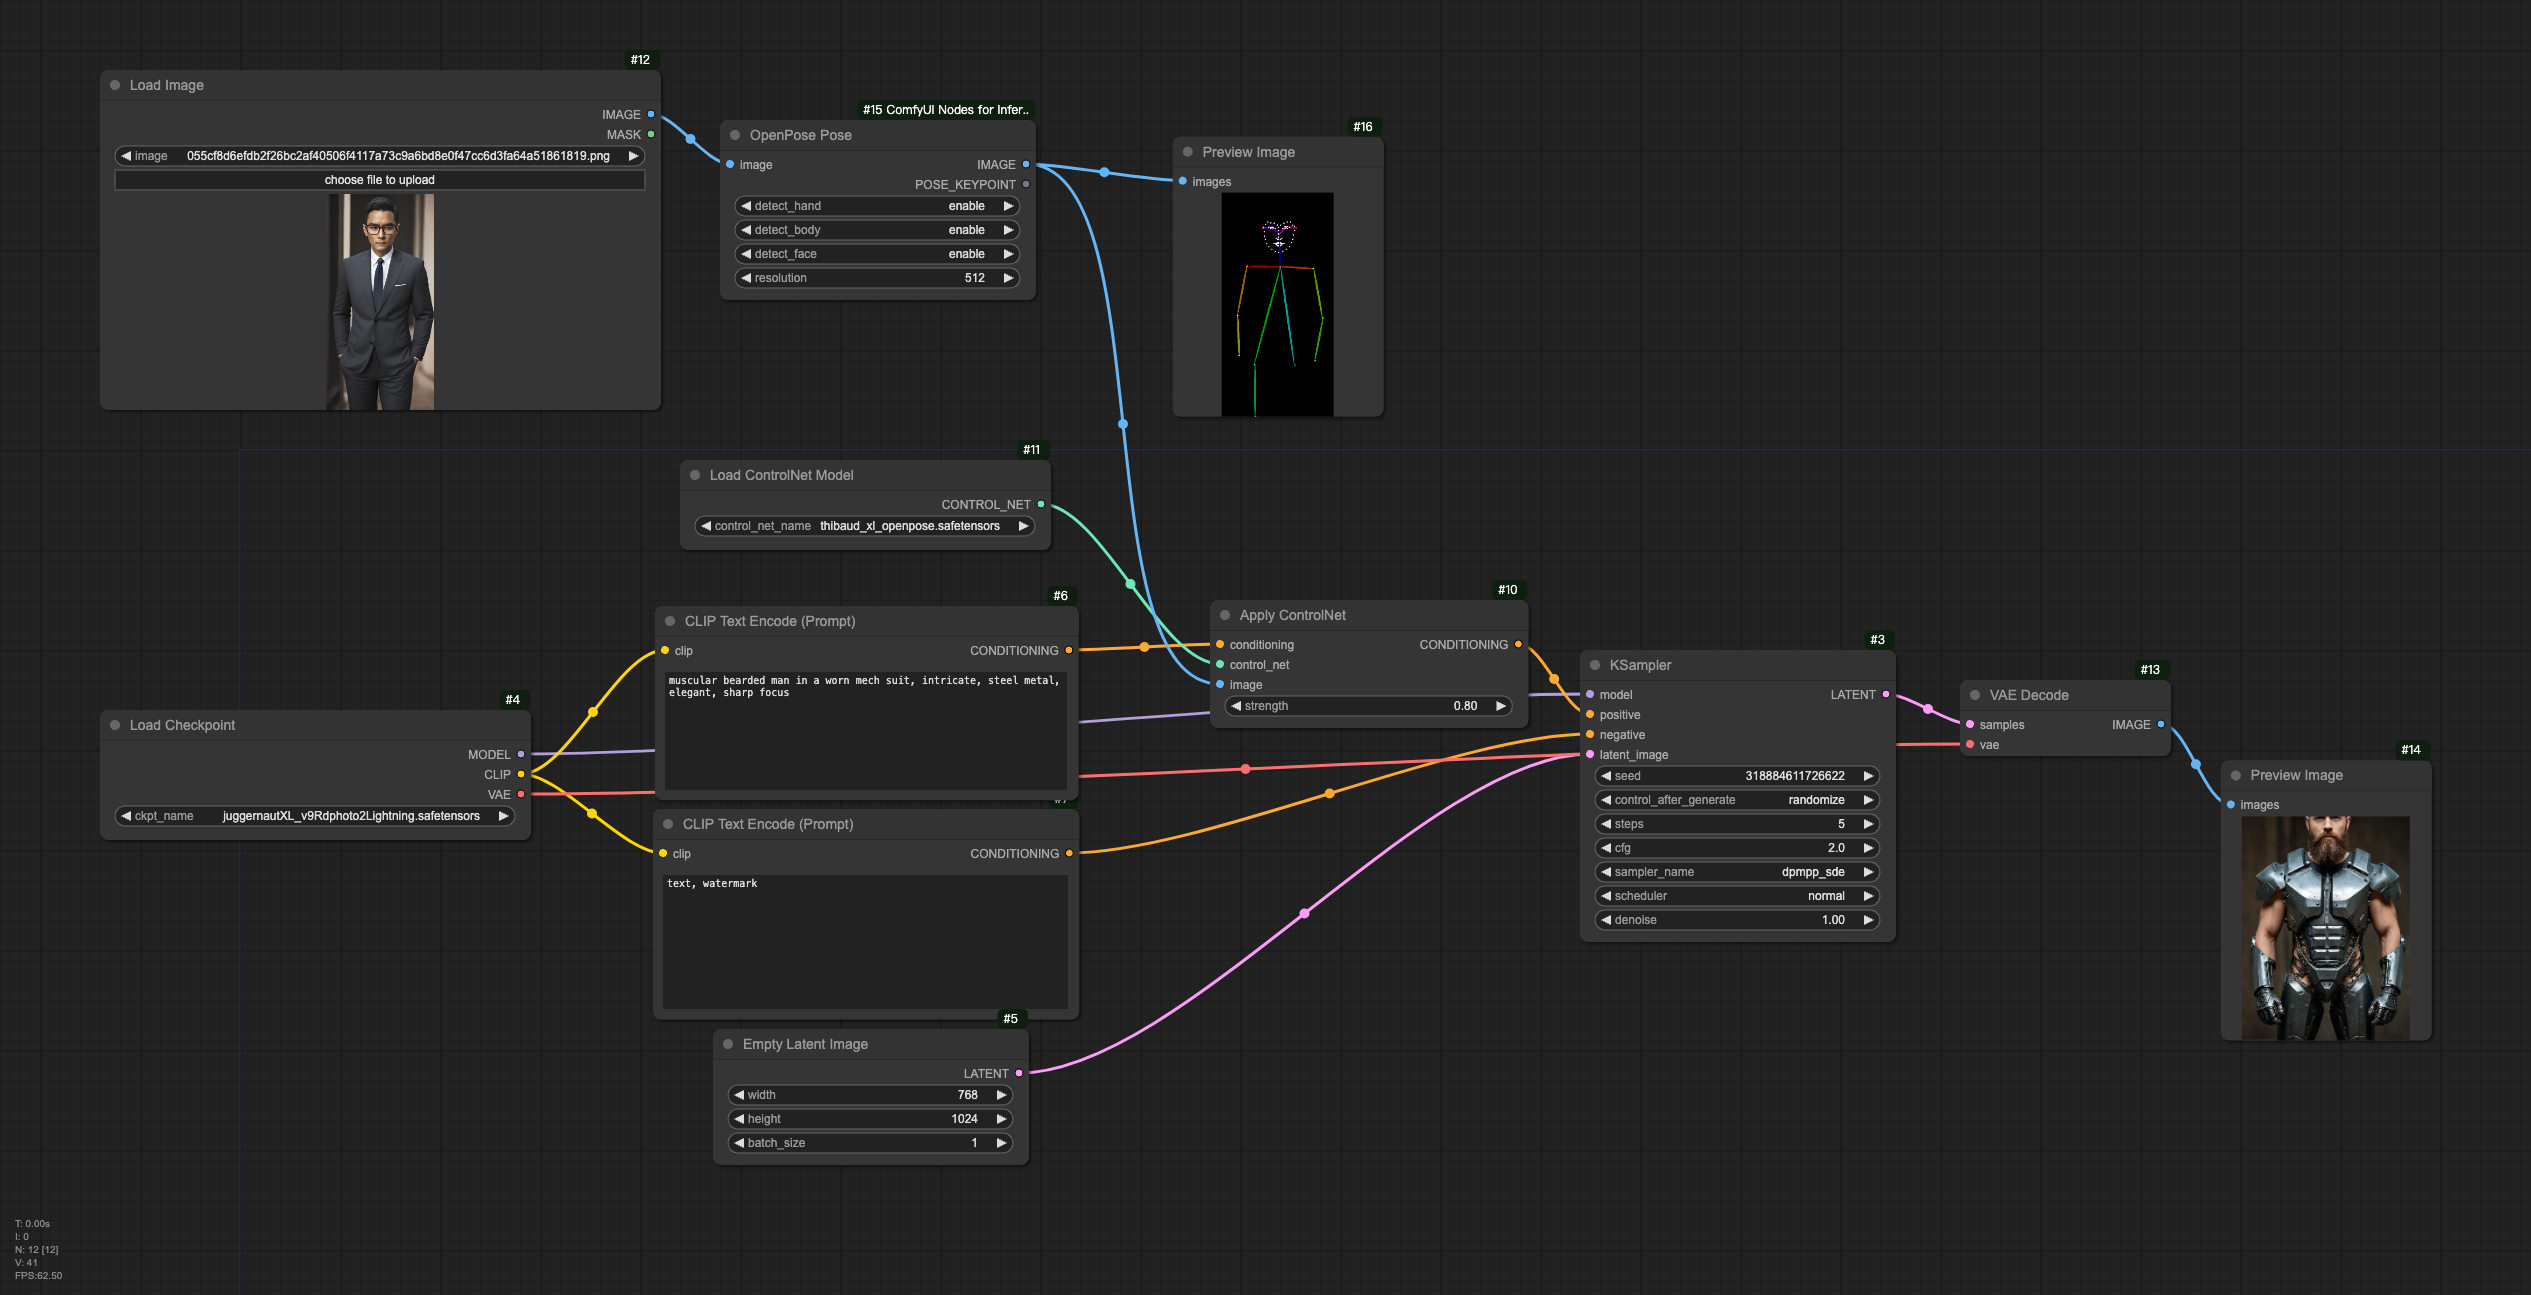 #12
Load Image
IMAGE
MASK
image 055cf8d6efdb2f26bc2af40506f4117a73c9a6bd8e0f47cc6d3fa64a51861819.png
choose file to upload
#15 ComfyUI Nodes for Infer..
OpenPose Pose
image IMAGE
POSE_KEYPOINT
detect_hand enable
detect_body enable
detect_face enable
resolution 512
#16
Preview Image
images
#11
Load ControlNet Model
CONTROL_NET
control_net_name thibaud_xl_openpose.safetensors
#6
CLIP Text Encode (Prompt)
clip CONDITIONING
muscular bearded man in a worn mech suit, intricate, steel metal,
elegant, sharp focus
#10
Apply ControlNet
conditioning CONDITIONING
control_net
image
strength 0.80
#4
Load Checkpoint
MODEL
CLIP
VAE
ckpt_name juggernautXL_v9Rdphoto2Lightning.safetensors
CLIP Text Encode (Prompt)
clip CONDITIONING
text, watermark
#5
Empty Latent Image
LATENT
width 768
height 1024
batch_size 1
#3
KSampler
model LATENT
positive
negative
latent_image
seed 318884611726622
control_after_generate randomize
steps 5
cfg 2.0
sampler_name dpmpp_sde
scheduler normal
denoise 1.00
#13
VAE Decode
samples IMAGE
vae
#14
Preview Image
images
T: 0.00s
I: 0
N: 12 [12]
V: 41
FPS:62.50